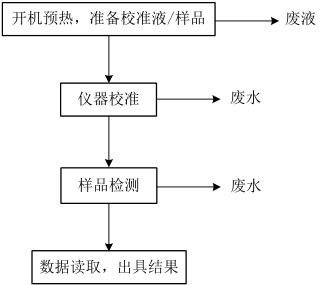 开机预热，准备校准液/样品
废液
仪器校准
废水
样品检测
废水
数据读取，出具结果